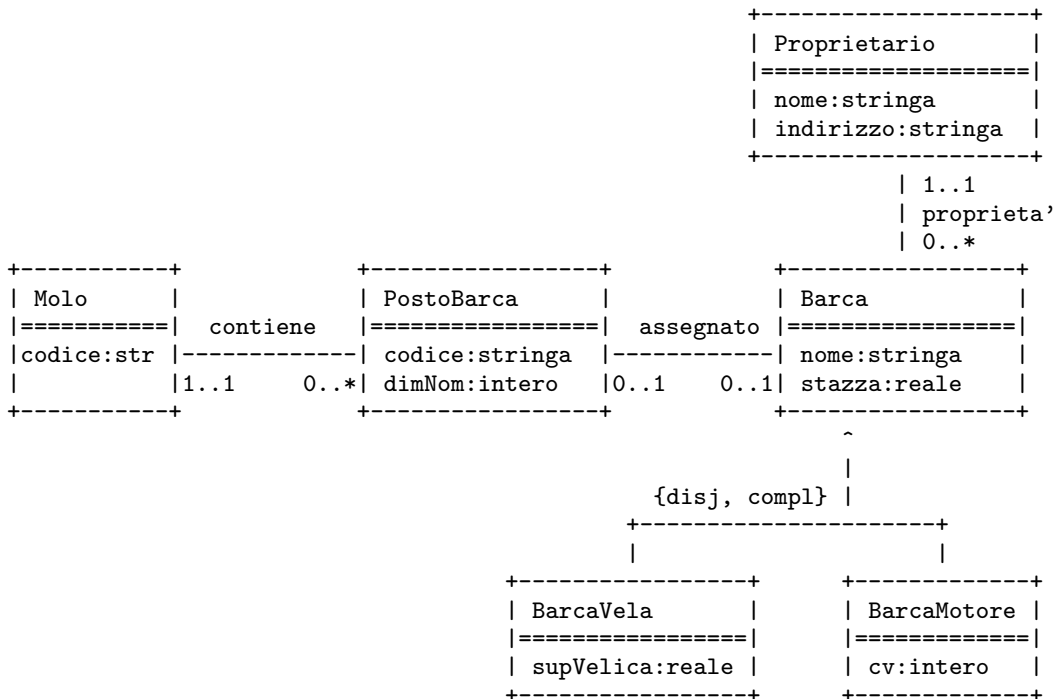 Proprietario
nome:stringa
indirizzo:stringa
1..1
proprieta'
0..*
Molo
codice:str
contiene
1..1 0..*
PostoBarca
codice:stringa
dimNom:intero
assegnato
0..1 0..1
Barca
nome:stringa
stazza:reale
{disj, compl}
BarcaVela
supVelica:reale
BarcaMotore
cv:intero